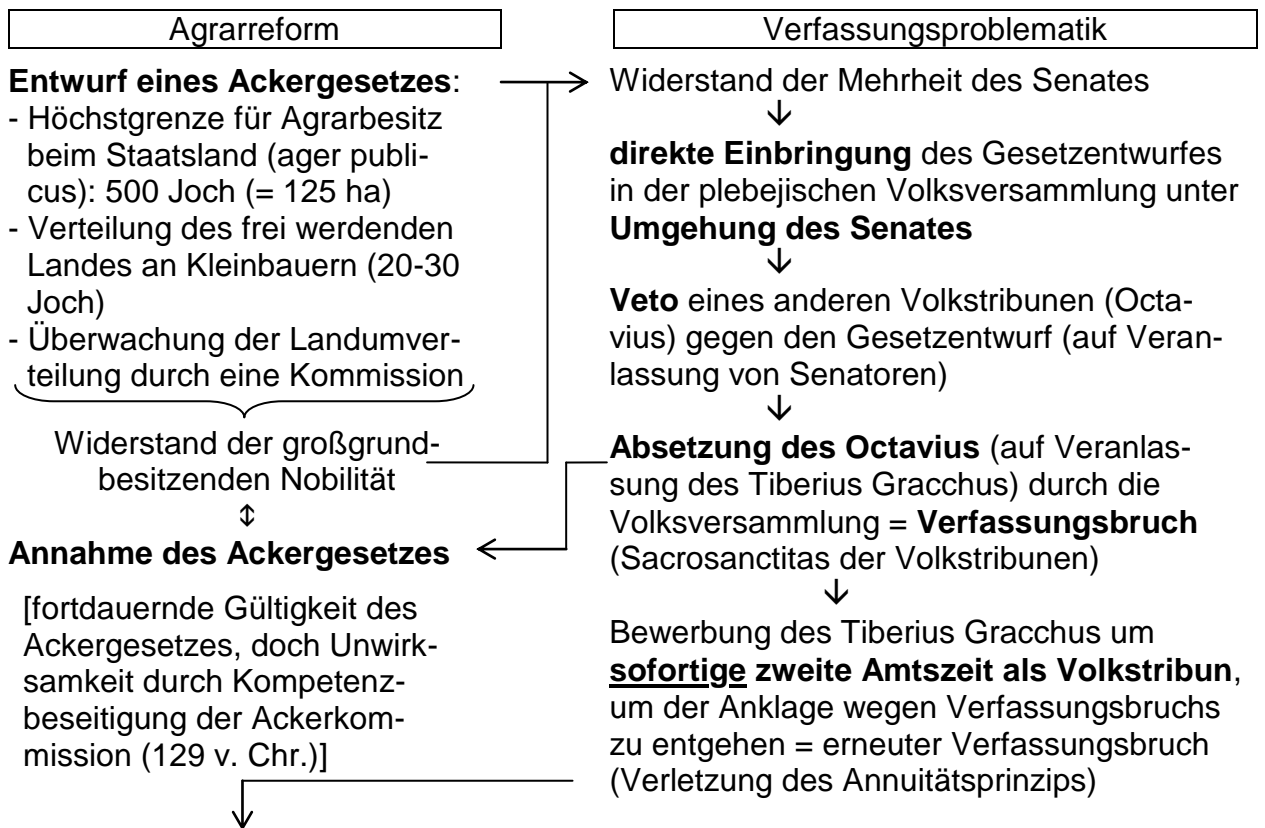 Agrarreform
Entwurf eines Ackergesetzes:
- Höchstgrenze für Agrarbesitz
beim Staatsland (ager publi-
cus): 500 Joch (= 125 ha)
- Verteilung des frei werdenden
Landes an Kleinbauern (20-30
Joch)
- Überwachung der Landumver-
teilung durch eine Kommission
Widerstand der großgrund-
besitzenden Nobilität
⇕
Annahme des Ackergesetzes
[fortdauernde Gültigkeit des
Ackergesetzes, doch Unwirk-
samkeit durch Kompetenz-
beseitigung der Ackerkom-
mission (129 v. Chr.)]
Verfassungsproblematik
Widerstand der Mehrheit des Senates
direkte Einbringung des Gesetzentwurfes
in der plebejischen Volksversammlung unter
Umgehung des Senates
Veto eines anderen Volkstribunen (Octa-
vius) gegen den Gesetzentwurf (auf Veran-
lassung von Senatoren)
Absetzung des Octavius (auf Veranlas-
sung des Tiberius Gracchus) durch die
Volksversammlung = Verfassungsbruch
(Sacrosanctitas der Volkstribunen)
Bewerbung des Tiberius Gracchus um
sofortige zweite Amtszeit als Volkstribun,
um der Anklage wegen Verfassungsbruchs
zu entgehen = erneuter Verfassungsbruch
(Verletzung des Annuitätsprinzips)